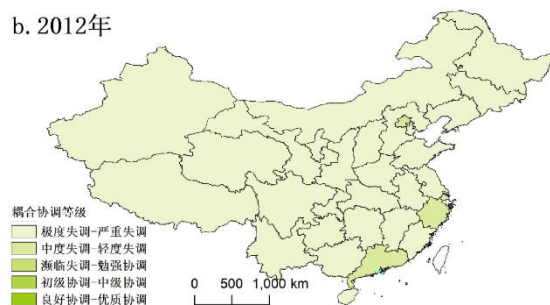 b. 2012年
耦合协调等级
极度失调-严重失调
中度失调-轻度失调
濒临失调-勉强协调
初级协调-中级协调
良好协调-优质协调
0 500 1,000 km